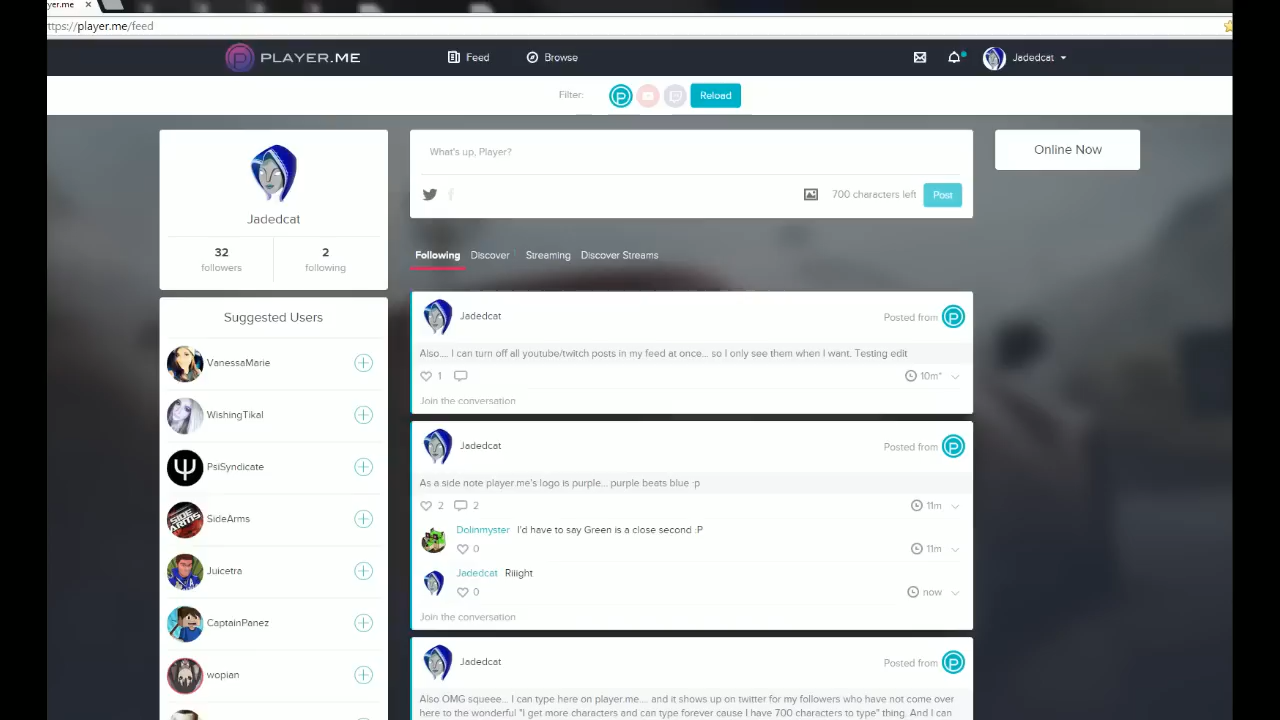 yer.me
ttps://player.me/feed
PLAYER.ME Feed Browse Jadedcat
Filter: Reload
Jadedcat
32 2
followers following
Suggested Users
VanessaMarie
WishingTikal
PsiSyndicate
SideArms
Juicetra
CaptainPanez
wopian
What's up, Player?
700 characters left Post
Following Discover Streaming Discover Streams
Jadedcat Posted from
Also.... I can turn off all youtube/twitch posts in my feed at once... so I only see them when I want. Testing edit
1 10m*
Join the conversation
Jadedcat Posted from
As a side note player.me's logo is purple... purple beats blue :p
2 2 11m
Dolinmyster I'd have to say Green is a close second :P
0 11m
Jadedcat Riiight
0 now
Join the conversation
Jadedcat Posted from
Also OMG squeee... I can type here on player.me.... and it shows up on twitter for my followers who have not come over
here to the wonderful "I get more characters and can type forever cause I have 700 characters to type" thing. And I can
Online Now